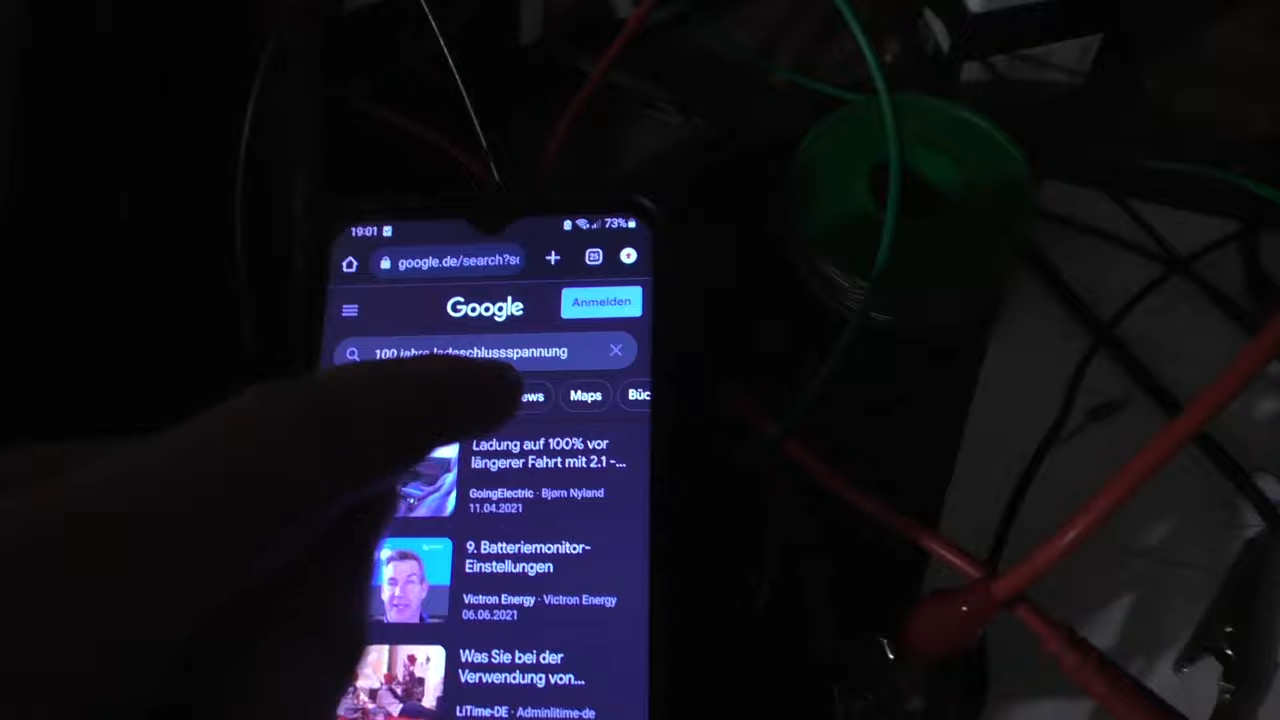 19:01
73%
google.de/search?s
25
Google
Anmelden
100 jahre ladeschlussspannung
ews
Maps
Büc
Ladung auf 100% vor
längerer Fahrt mit 2.1 -...
GoingElectric · Bjørn Nyland
11.04.2021
9. Batteriemonitor-
Einstellungen
Victron Energy · Victron Energy
06.06.2021
Was Sie bei der
Verwendung von...
LiTime-DE · Adminlitime-de